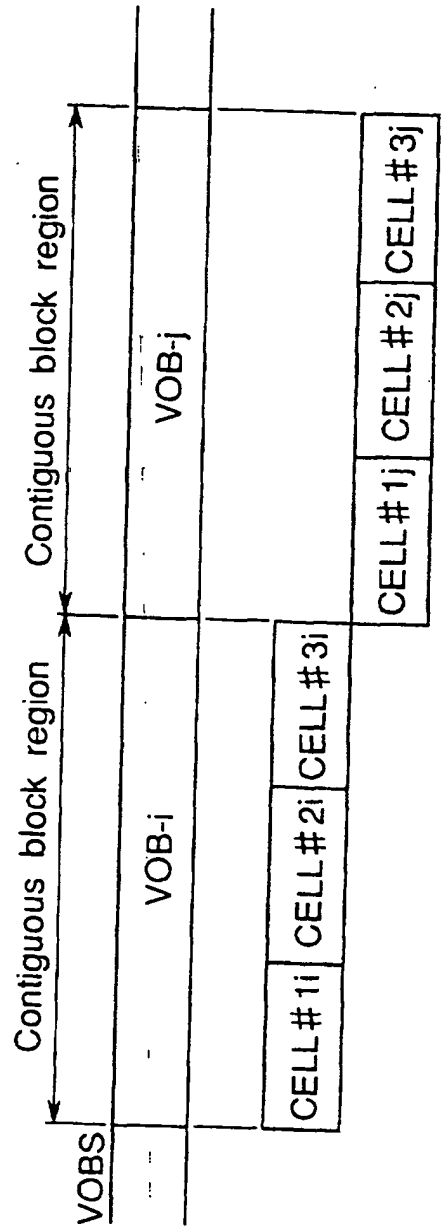 Contiguous block region
Contiguous block region
VOBS
VOB-i
VOB-j
CELL#1i CELL#2i CELL#3i
CELL#1j CELL#2j CELL#3j